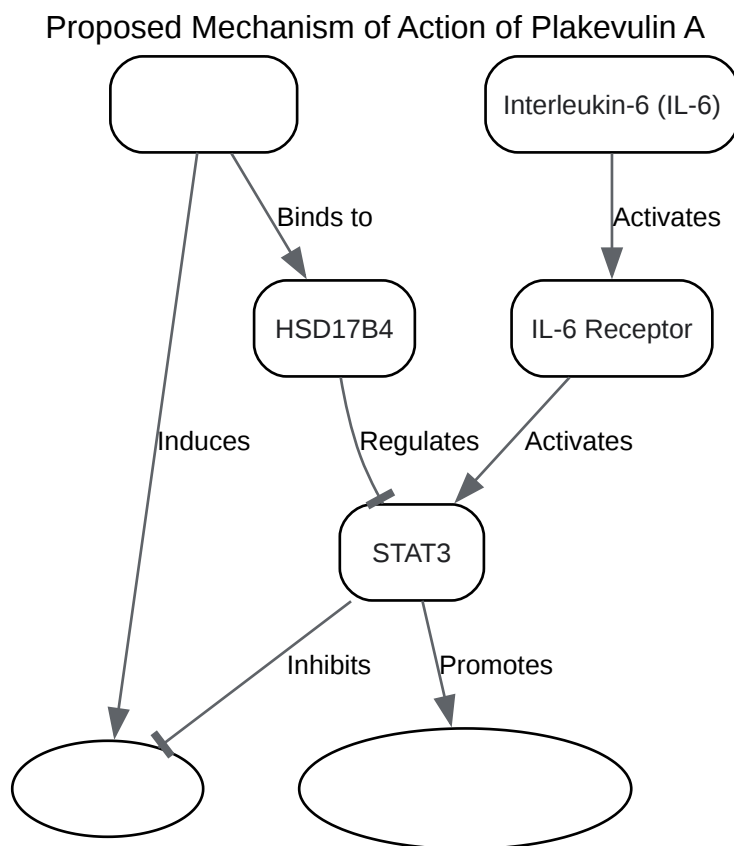 Proposed Mechanism of Action of Plakevulin A
Interleukin-6 (IL-6)
Binds to
Activates
HSD17B4
IL-6 Receptor
Induces
Regulates
Activates
STAT3
Inhibits
Promotes